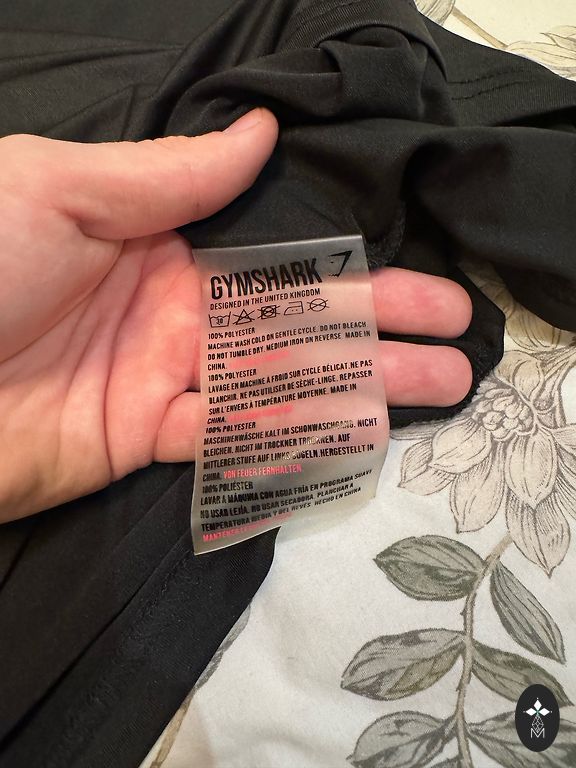 GYMSHARK
DESIGNED IN THE UNITED KINGDOM
30
100% POLYESTER
MACHINE WASH COLD ON GENTLE CYCLE. DO NOT BLEACH
DO NOT TUMBLE DRY. MEDIUM IRON ON REVERSE MADE IN
CHINA.
100% POLYESTER
LAVAGE EN MACHINE À FROID SUR CYCLE DÉLICAT.NE PAS
BLANCHIR. NE PAS UTILISER DE SÈCHE-LINGE. REPASSER
SUR L'ENVERS À TEMPÉRATURE MOYENNE. MADE IN
CHINA.
100% POLYESTER
MASCHINENWÄSCHE KALT IM SCHONWASCHGANG. NICHT
BLEICHEN. NICHT IM TROCKNER TROCKNEN. AUF
MITTLERER STUFE AUF LINKS BÜGELN.HERGESTELLT IN
CHINA. VON FEUER FERNHALTEN.
100% POLIÉSTER
LAVAR A MÁQUINA CON AGUA FRÍA EN PROGRAMA SUAVE
NO USAR LEJÍA. NO USAR SECADORA. PLANCHAR A
TEMPERATURA MEDIA Y DEL REVÉS. HECHO EN CHINA
M